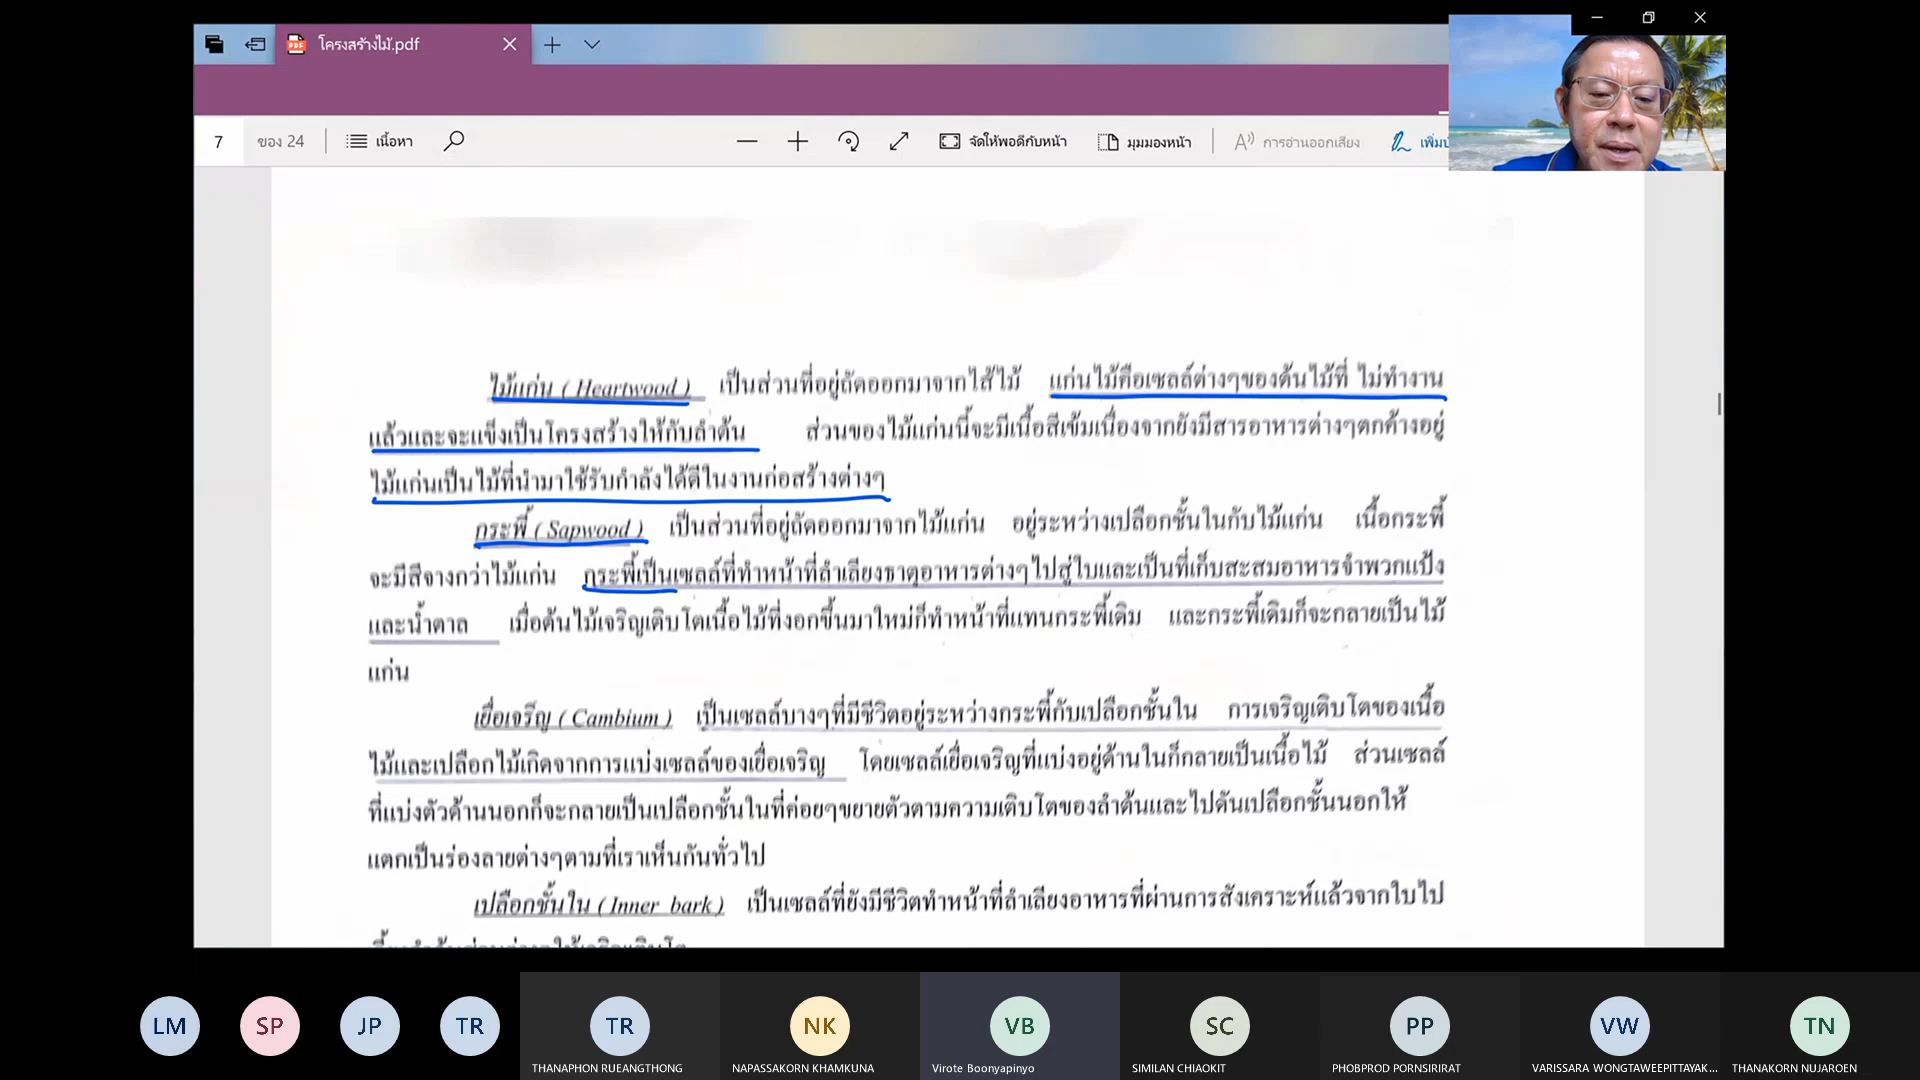 โครงสร้างไม้.pdf
7 ของ 24 เนื้อหา จัดให้พอดีกับหน้า มุมมองหน้า การอ่านออกเสียง
ไม้แก่น ( Heartwood ) เป็นส่วนที่อยู่ถัดออกมาจากไส้ไม้ แก่นไม้คือเซลล์ต่างๆของต้นไม้ที่ ไม่ทำงาน
แล้วและจะแข็งเป็นโครงสร้างให้กับลำต้น ส่วนของไม้แก่นนี้จะมีเนื้อสีเข้มเนื่องจากยังมีสารอาหารต่างๆตกค้างอยู่
ไม้แก่นเป็นไม้ที่นำมาใช้รับกำลังได้ดีในงานก่อสร้างต่างๆ
กระพี้ ( Sapwood ) เป็นส่วนที่อยู่ถัดออกมาจากไม้แก่น อยู่ระหว่างเปลือกชั้นในกับไม้แก่น เนื้อกระพี้
จะมีสีจางกว่าไม้แก่น กระพี้เป็นเซลล์ที่ทำหน้าที่ลำเลียงธาตุอาหารต่างๆไปสู่ใบและเป็นที่เก็บสะสมอาหารจำพวกแป้ง
และน้ำตาล เมื่อต้นไม้เจริญเติบโตเนื้อไม้ที่งอกขึ้นมาใหม่ก็ทำหน้าที่แทนกระพี้เดิม และกระพี้เดิมก็จะกลายเป็นไม้
แก่น
เยื่อเจริญ ( Cambium ) เป็นเซลล์บางๆที่มีชีวิตอยู่ระหว่างกระพี้กับเปลือกชั้นใน การเจริญเติบโตของเนื้อ
ไม้และเปลือกไม้เกิดจากการแบ่งเซลล์ของเยื่อเจริญ โดยเซลล์เยื่อเจริญที่แบ่งอยู่ด้านในก็กลายเป็นเนื้อไม้ ส่วนเซลล์
ที่แบ่งตัวด้านนอกก็จะกลายเป็นเปลือกชั้นในที่ค่อยๆขยายตัวตามความเติบโตของลำต้นและไปดันเปลือกชั้นนอกให้
แตกเป็นร่องลายต่างๆตามที่เราเห็นกันทั่วไป
เปลือกชั้นใน ( Inner bark ) เป็นเซลล์ที่ยังมีชีวิตทำหน้าที่ลำเลียงอาหารที่ผ่านการสังเคราะห์แล้วจากใบไป
LM SP JP TR TR NK VB SC PP VW TN
THANAPHON RUEANGTHONG NAPASSAKORN KHAMKUNA Virote Boonyapinyo SIMILAN CHIAOKIT PHOBPROD PORNSIRIRAT VARISSARA WONGTAWEEPITTAYAK... THANAKORN NUJAROEN